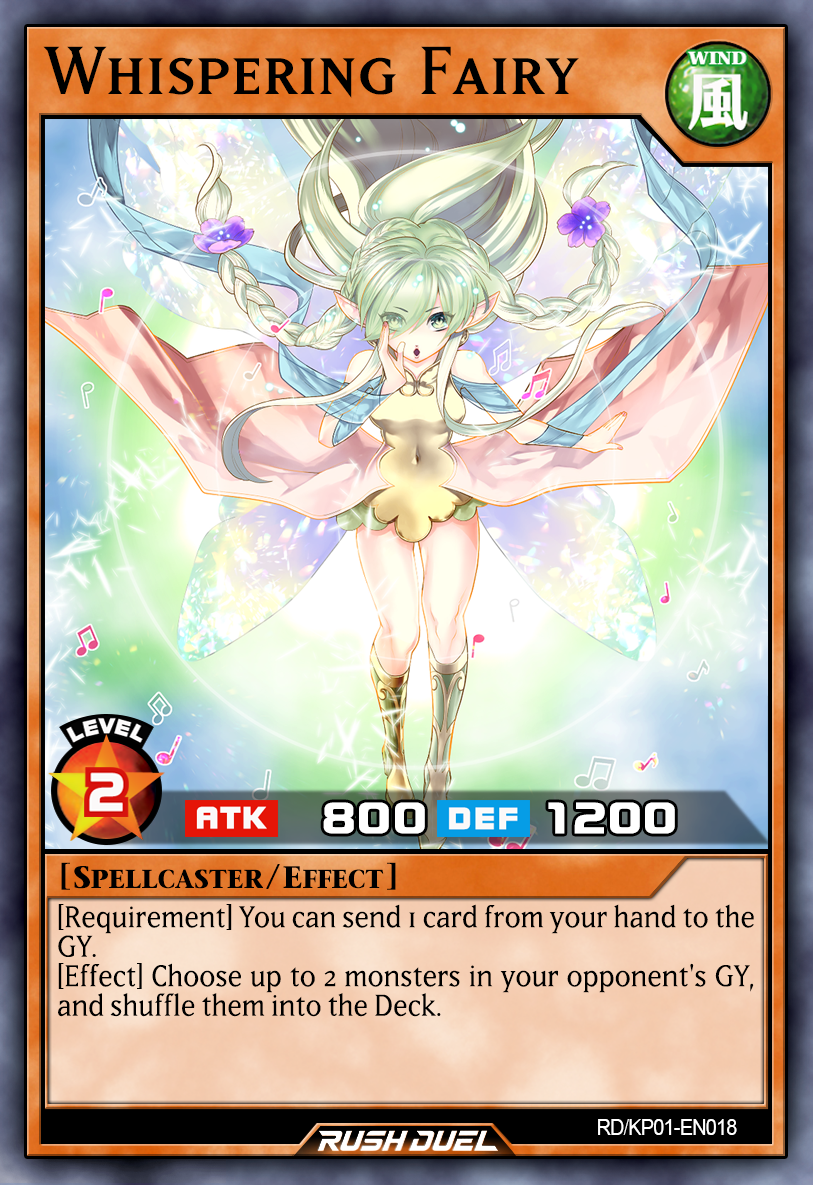 Whispering Fairy
WIND
風
LEVEL
2
ATK 800 DEF 1200
[Spellcaster/Effect]
[Requirement] You can send 1 card from your hand to the
GY.
[Effect] Choose up to 2 monsters in your opponent's GY,
and shuffle them into the Deck.
RD/KP01-EN018
RUSH DUEL